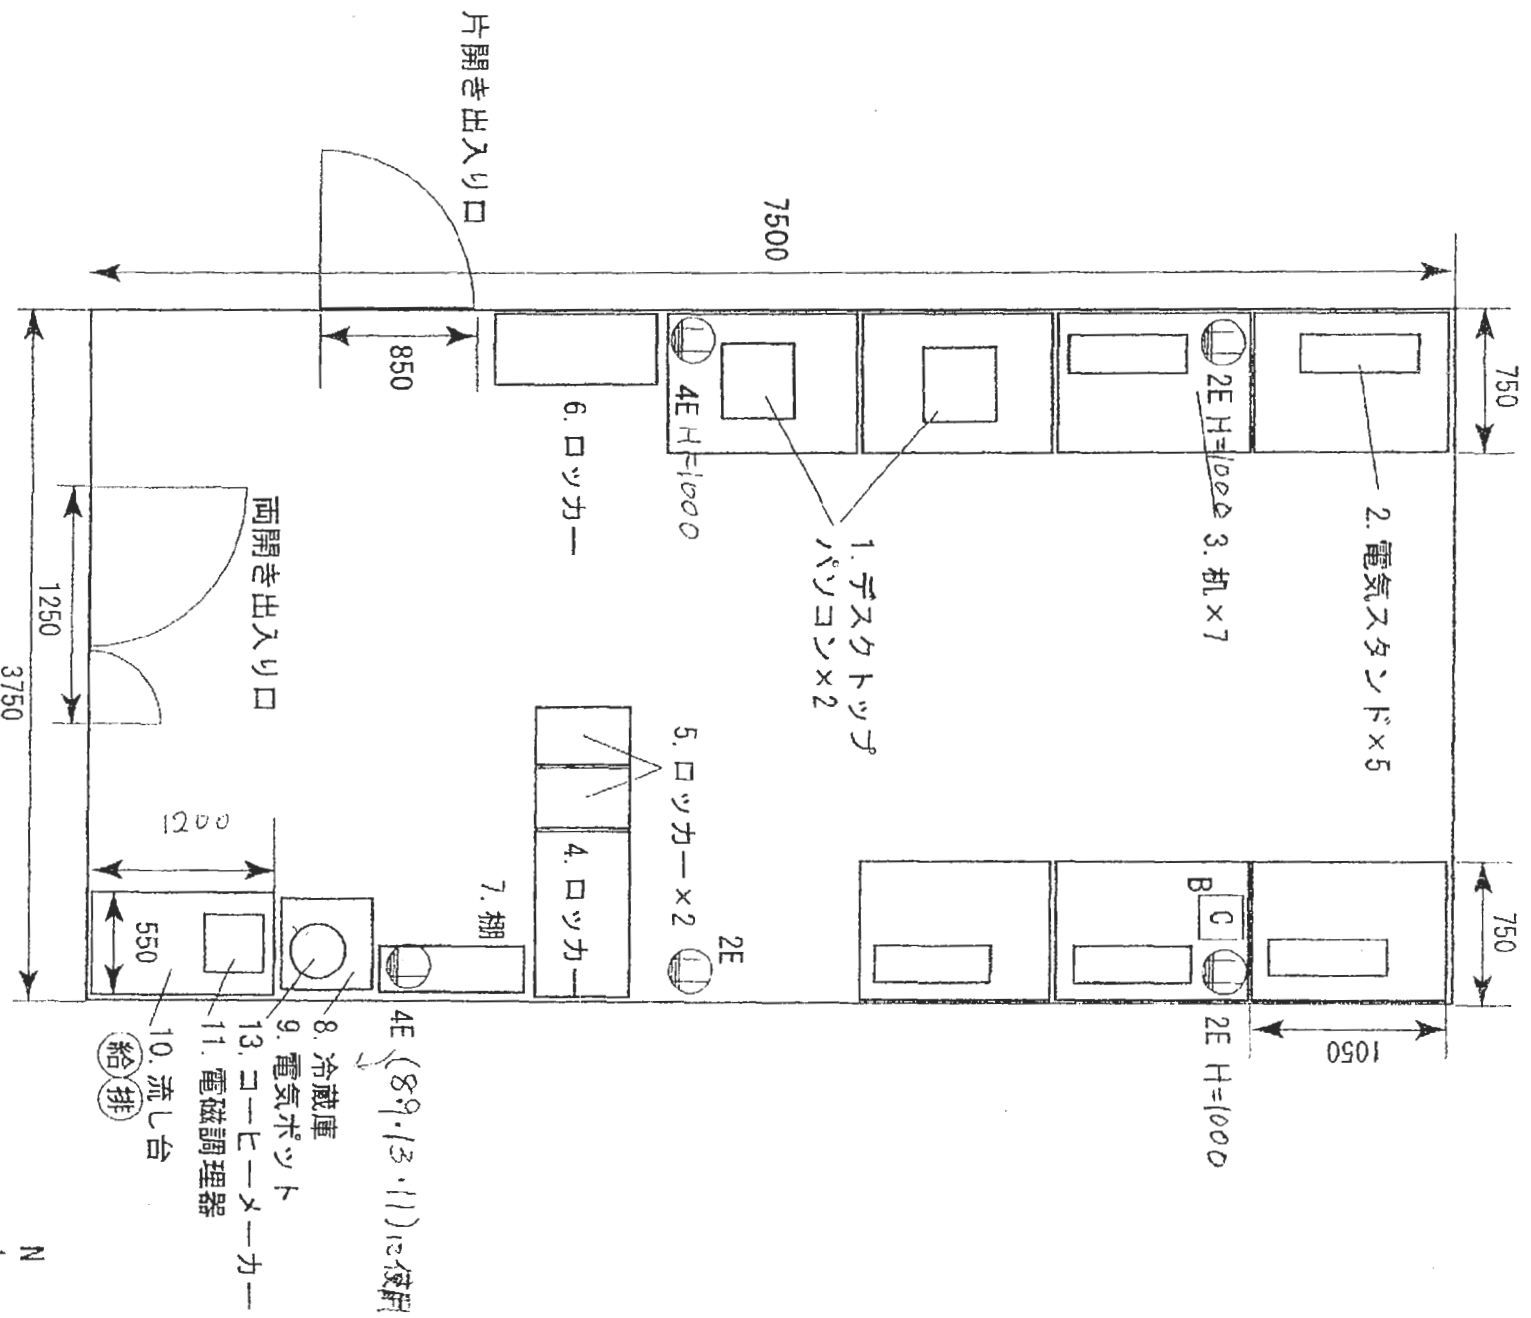 片開き出入り口
7500
850
750
2E H=1000
3. 机×7
2. 電気スタンド×5
4E H=1000
6. ロッカー
1. デスクトップ
パソコン×2
両開き出入り口
1250
3750
5. ロッカー×2
4. ロッカー
7. 棚
2E
B
C
750
1050
2E H=1000
1200
550
4E (8・9・13・11)に使用
8. 冷蔵庫
9. 電気ポット
13. コーヒーメーカー
11. 電磁調理器
10. 流し台
給 排
N